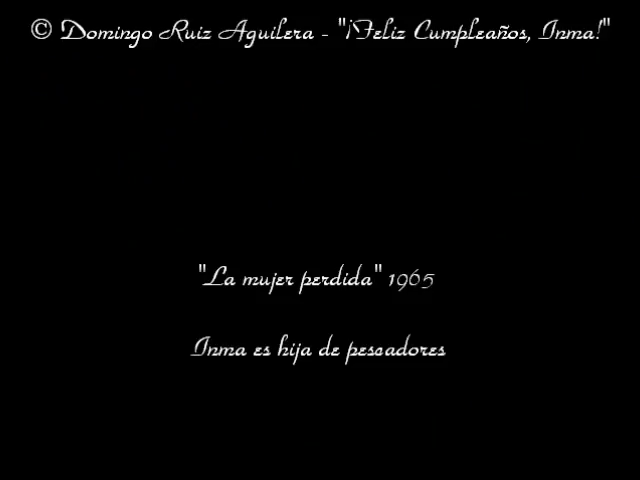 © Domingo Ruiz Aguilera - "¡Feliz Cumpleaños, Inma!"
"La mujer perdida" 1965
Inma es hija de pescadores